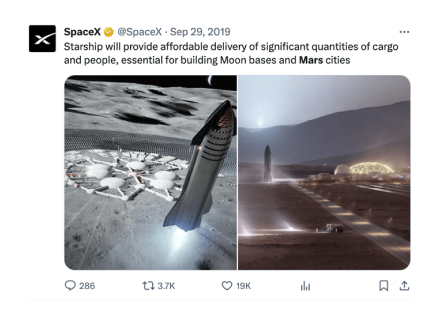 SpaceX @SpaceX · Sep 29, 2019
Starship will provide affordable delivery of significant quantities of cargo
and people, essential for building Moon bases and Mars cities
286 3.7K 19K